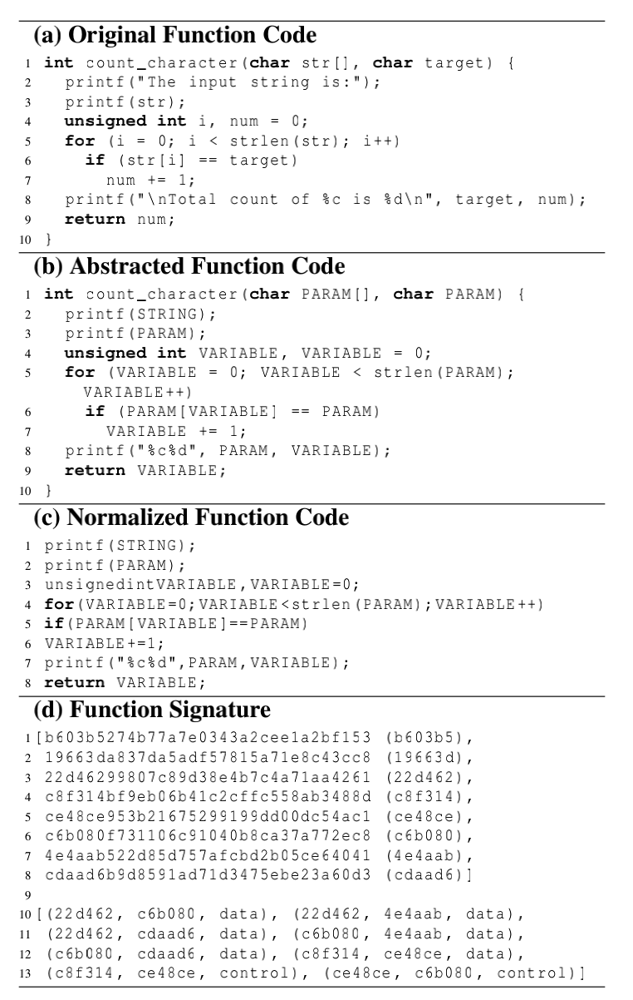 (a) Original Function Code
1 int count_character(char str[], char target) {
2 printf("The input string is:");
3 printf(str);
4 unsigned int i, num = 0;
5 for (i = 0; i < strlen(str); i++)
6 if (str[i] == target)
7 num += 1;
8 printf("\nTotal count of %c is %d\n", target, num);
9 return num;
10 }
(b) Abstracted Function Code
1 int count_character(char PARAM[], char PARAM) {
2 printf(STRING);
3 printf(PARAM);
4 unsigned int VARIABLE, VARIABLE = 0;
5 for (VARIABLE = 0; VARIABLE < strlen(PARAM);
VARIABLE++)
6 if (PARAM[VARIABLE] == PARAM)
7 VARIABLE += 1;
8 printf("%c%d", PARAM, VARIABLE);
9 return VARIABLE;
10 }
(c) Normalized Function Code
1 printf(STRING);
2 printf(PARAM);
3 unsignedintVARIABLE,VARIABLE=0;
4 for(VARIABLE=0;VARIABLE<strlen(PARAM);VARIABLE++)
5 if(PARAM[VARIABLE]==PARAM)
6 VARIABLE+=1;
7 printf("%c%d",PARAM,VARIABLE);
8 return VARIABLE;
(d) Function Signature
1 [b603b5274b77a7e0343a2cee1a2bf153 (b603b5),
2 19663da837da5adf57815a71e8c43cc8 (19663d),
3 22d46299807c89d38e4b7c4a71aa4261 (22d462),
4 c8f314bf9eb06b41c2cffc558ab3488d (c8f314),
5 ce48ce953b21675299199dd00dc54ac1 (ce48ce),
6 c6b080f731106c91040b8ca37a772ec8 (c6b080),
7 4e4aab522d85d757afcbd2b05ce64041 (4e4aab),
8 cdaad6b9d8591ad71d3475ebe23a60d3 (cdaad6)]
9
10 [(22d462, c6b080, data), (22d462, 4e4aab, data),
11 (22d462, cdaad6, data), (c6b080, 4e4aab, data),
12 (c6b080, cdaad6, data), (c8f314, ce48ce, data),
13 (c8f314, ce48ce, control), (ce48ce, c6b080, control)]